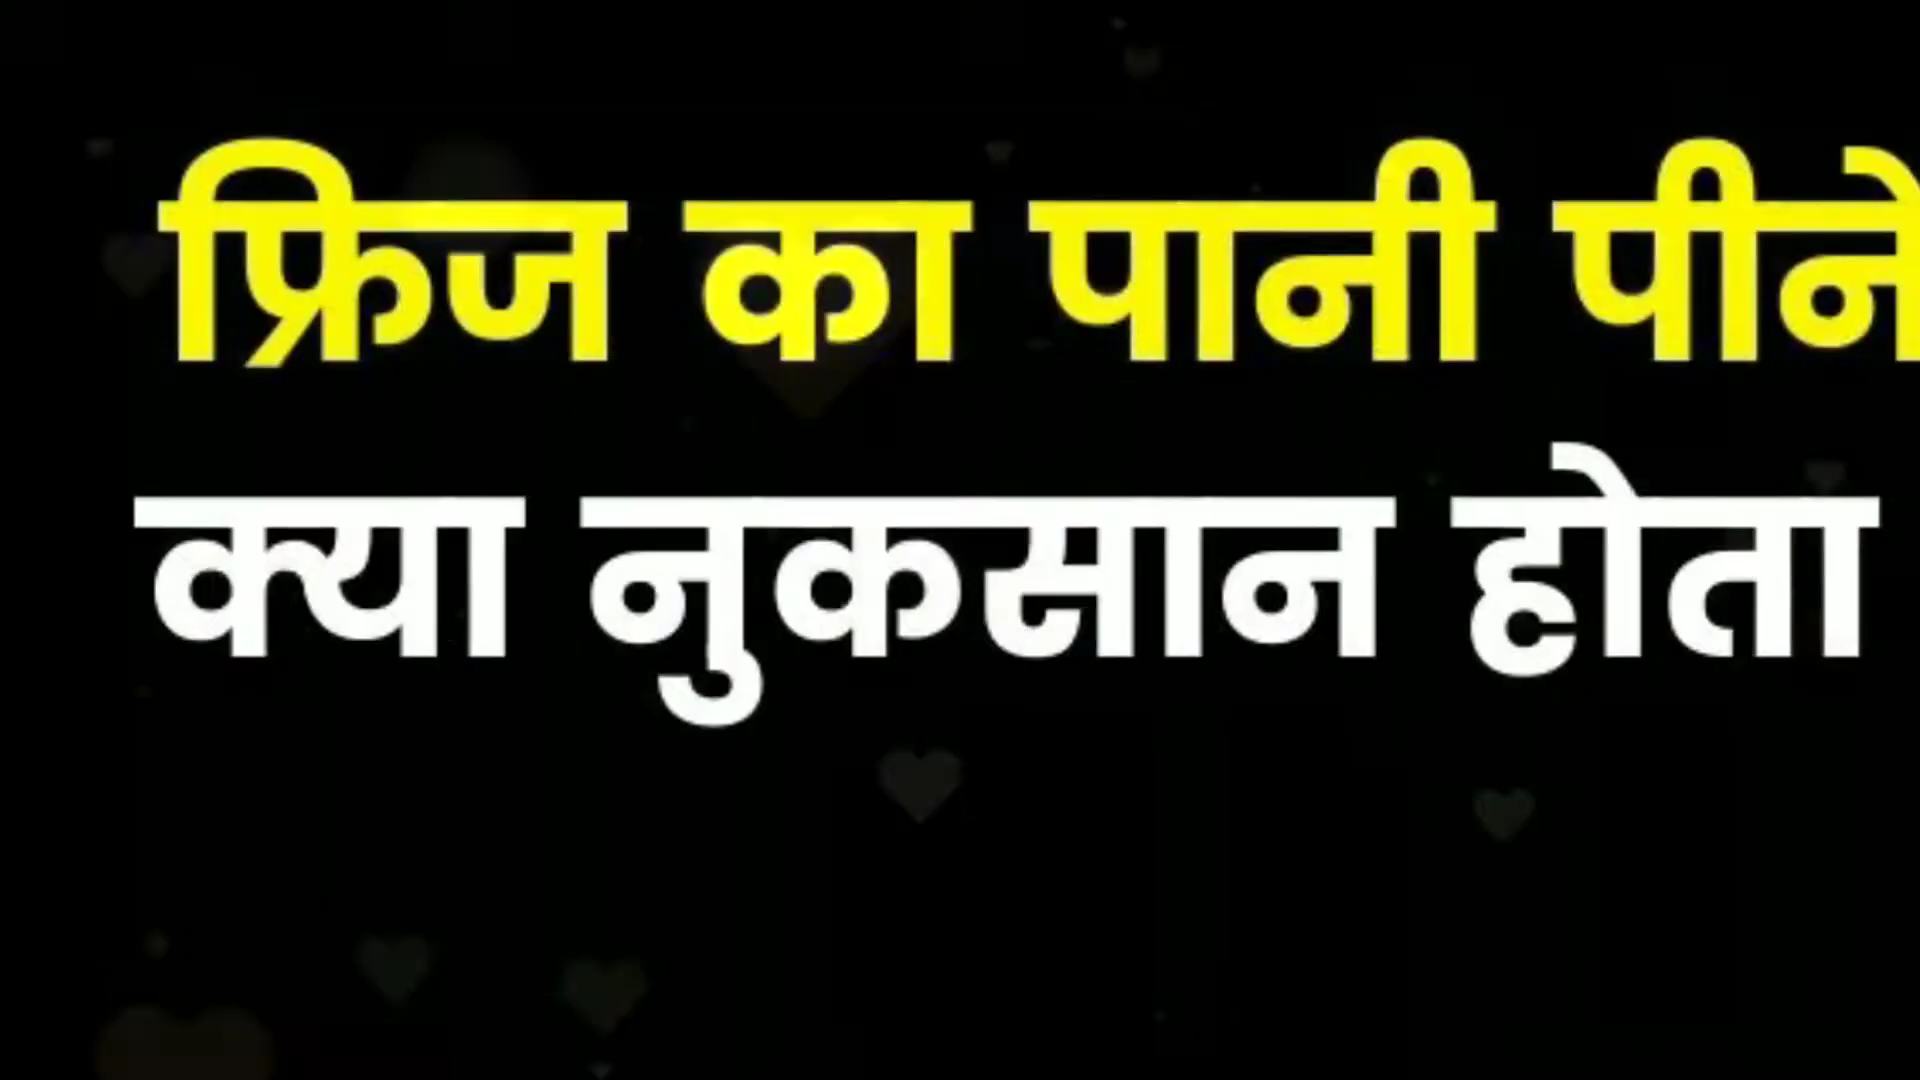 फ्रिज का पानी पीने
क्या नुकसान होता